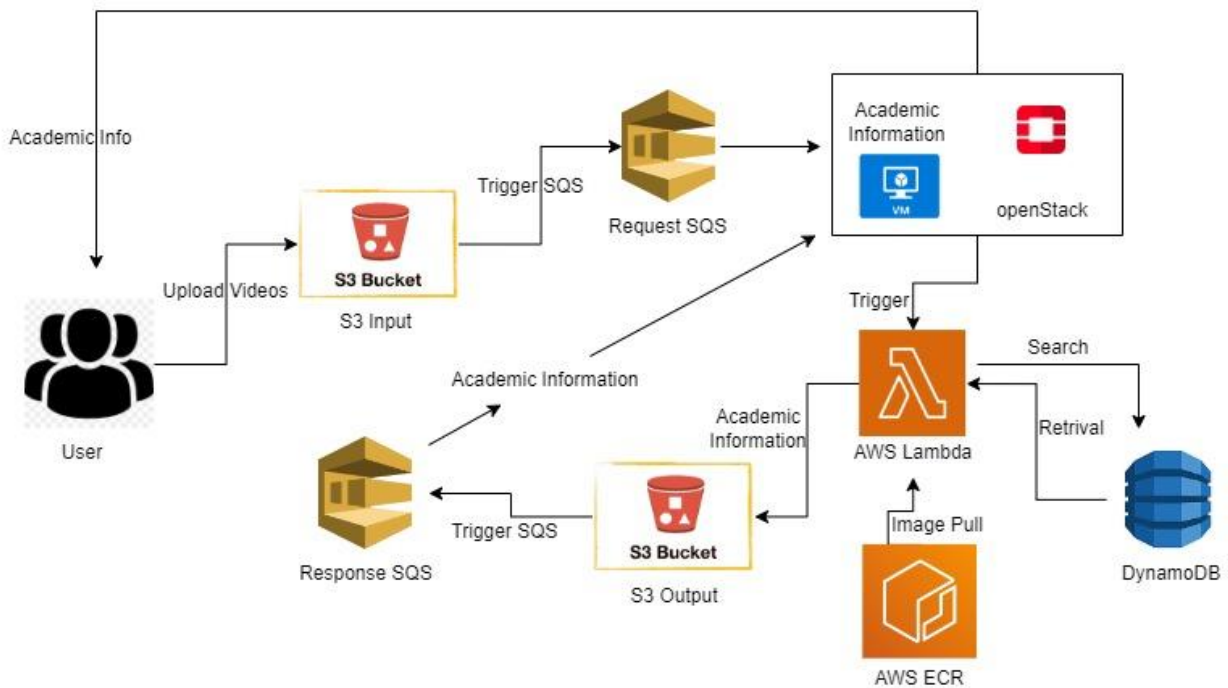 Academic Info
Academic
Information
VM
openStack
Trigger SQS
Request SQS
S3 Bucket
Upload Videos
S3 Input
Trigger
Search
Academic Information
Academic
Information
Retrival
User
AWS Lambda
Trigger SQS
Image Pull
S3 Bucket
Response SQS
DynamoDB
S3 Output
AWS ECR